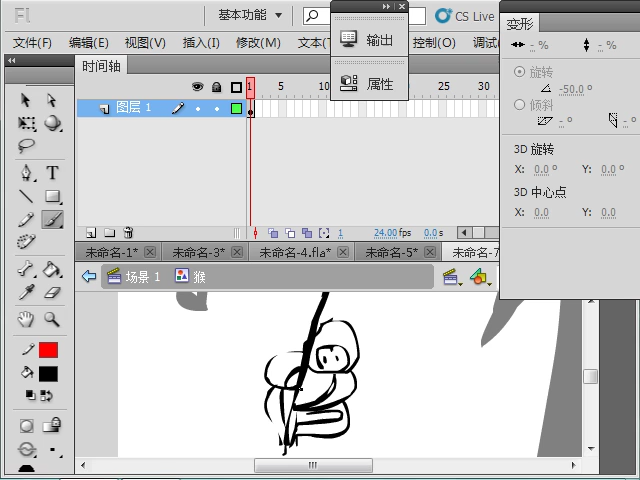 Fl
基本功能
CS Live
文件(F) 编辑(E) 视图(V) 插入(I) 修改(M) 文本(T 控制(O) 调试(
输出
属性
变形
- % - %
旋转
-50.0 °
倾斜
- ° - °
3D 旋转
X: 0.0 ° Y: 0.0 °
3D 中心点
X: 0.0 Y: 0.0
时间轴
1 5 10 25 30
图层 1
1 24.00 fps 0.0 s
未命名-1* 未命名-3* 未命名-4.fla* 未命名-5* 未命名-7
场景 1 猴
T